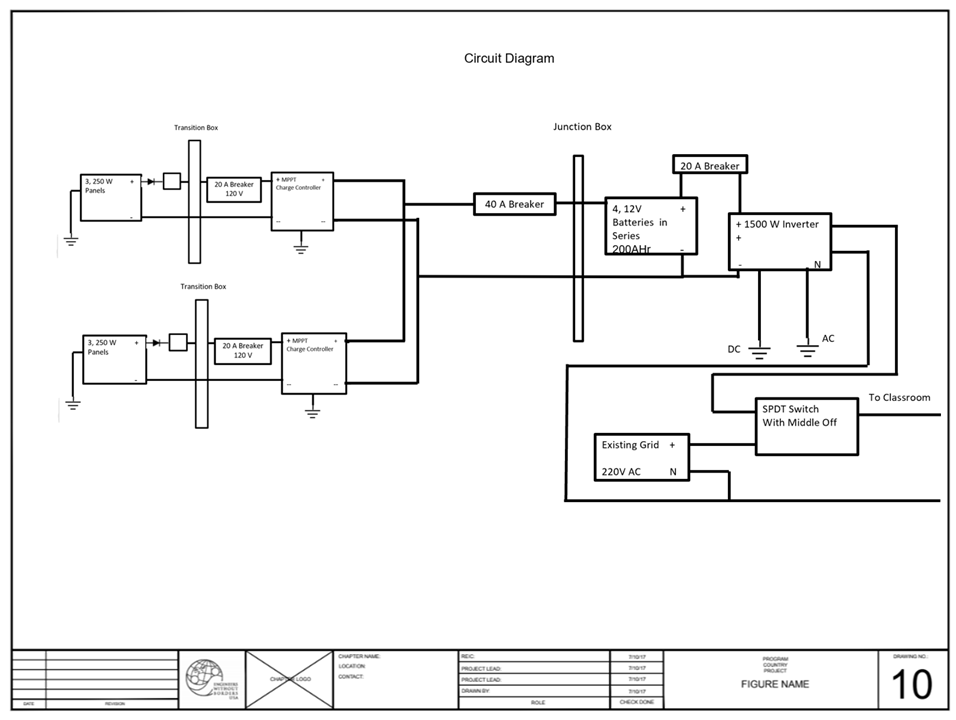 Circuit Diagram
Transition Box
Junction Box
3, 250 W +
Panels
-
20 A Breaker
120 V
+ MPPT +
Charge Controller
-- --
40 A Breaker
20 A Breaker
4, 12V +
Batteries in
Series
200AHr -
+ 1500 W Inverter
+
- N
DC
AC
Transition Box
3, 250 W +
Panels
-
20 A Breaker
120 V
+ MPPT +
Charge Controller
-- --
To Classroom
SPDT Switch
With Middle Off
Existing Grid +
220V AC N
DATE REVISION
ENGINEERS
WITHOUT
BORDERS
USA
CHAPTER LOGO
CHAPTER NAME:
LOCATION:
CONTACT:
REIC: 7/10/17
PROJECT LEAD: 7/10/17
PROJECT LEAD: 7/10/17
DRAWN BY: 7/10/17
ROLE CHECK DONE
PROGRAM
COUNTRY
PROJECT
FIGURE NAME
DRAWING NO.:
10